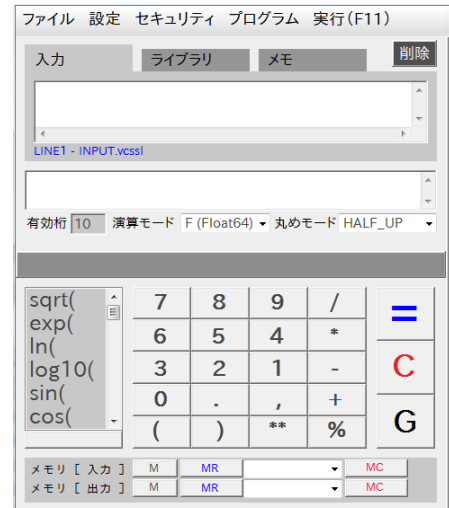 ファイル 設定 セキュリティ プログラム 実行(F11)
入力 ライブラリ メモ 削除
LINE1 - INPUT.vcssl
有効桁 10 演算モード F (Float64) 丸めモード HALF_UP
sqrt( 7 8 9 / =
exp( 6 5 4 *
ln(
log10( 3 2 1 - C
sin( 0 . , +
cos( ( ) ** % G
メモリ [ 入力 ] M MR MC
メモリ [ 出力 ] M MR MC